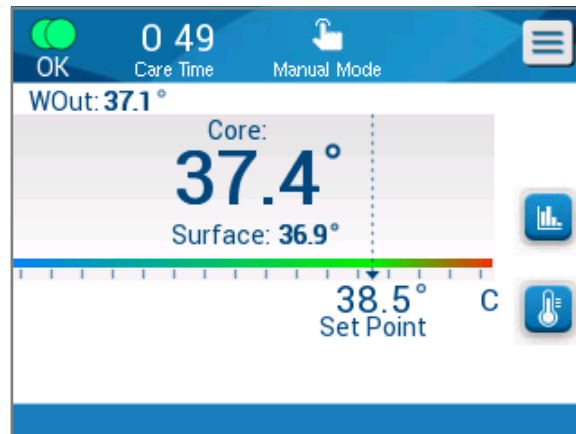 OK
0 49
Care Time
Manual Mode
WOut: 37.1°
Core:
37.4°
Surface: 36.9°
38.5° C
Set Point